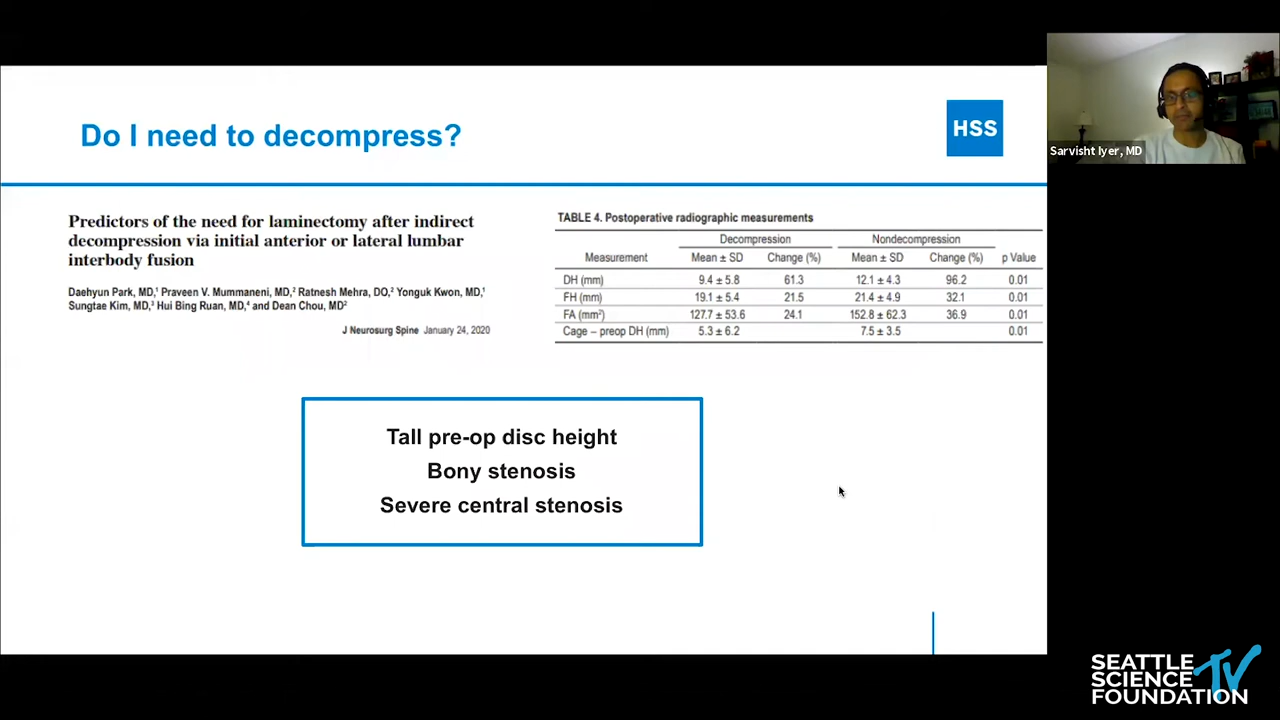 Do I need to decompress?
HSS
Sarvisht Iyer, MD
Predictors of the need for laminectomy after indirect
decompression via initial anterior or lateral lumbar
interbody fusion
Daehyun Park, MD,¹ Praveen V. Mummaneni, MD,² Ratnesh Mehra, DO,² Yonguk Kwon, MD,¹
Sungtae Kim, MD,³ Hui Bing Ruan, MD,⁴ and Dean Chou, MD²
J Neurosurg Spine January 24, 2020
TABLE 4. Postoperative radiographic measurements
Decompression Nondecompression
Measurement Mean ± SD Change (%) Mean ± SD Change (%) p Value
DH (mm) 9.4 ± 5.8 61.3 12.1 ± 4.3 96.2 0.01
FH (mm) 19.1 ± 5.4 21.5 21.4 ± 4.9 32.1 0.01
FA (mm²) 127.7 ± 53.6 24.1 152.8 ± 62.3 36.9 0.01
Cage – preop DH (mm) 5.3 ± 6.2 7.5 ± 3.5 0.01
Tall pre-op disc height
Bony stenosis
Severe central stenosis
SEATTLE
SCIENCE TV
FOUNDATION